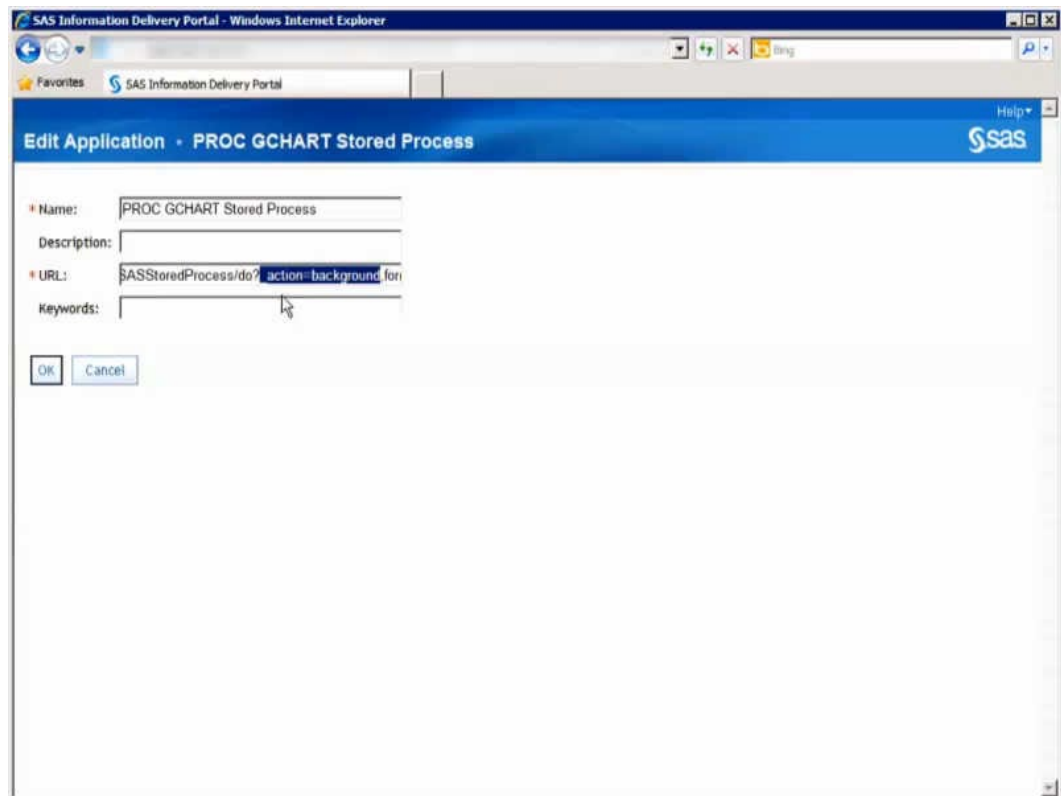 SAS Information Delivery Portal - Windows Internet Explorer
Bing
Favorites SAS Information Delivery Portal
Help
Edit Application • PROC GCHART Stored Process
sas
* Name: PROC GCHART Stored Process
Description:
* URL: SASStoredProcess/do?_action=background,for
Keywords:
OK Cancel